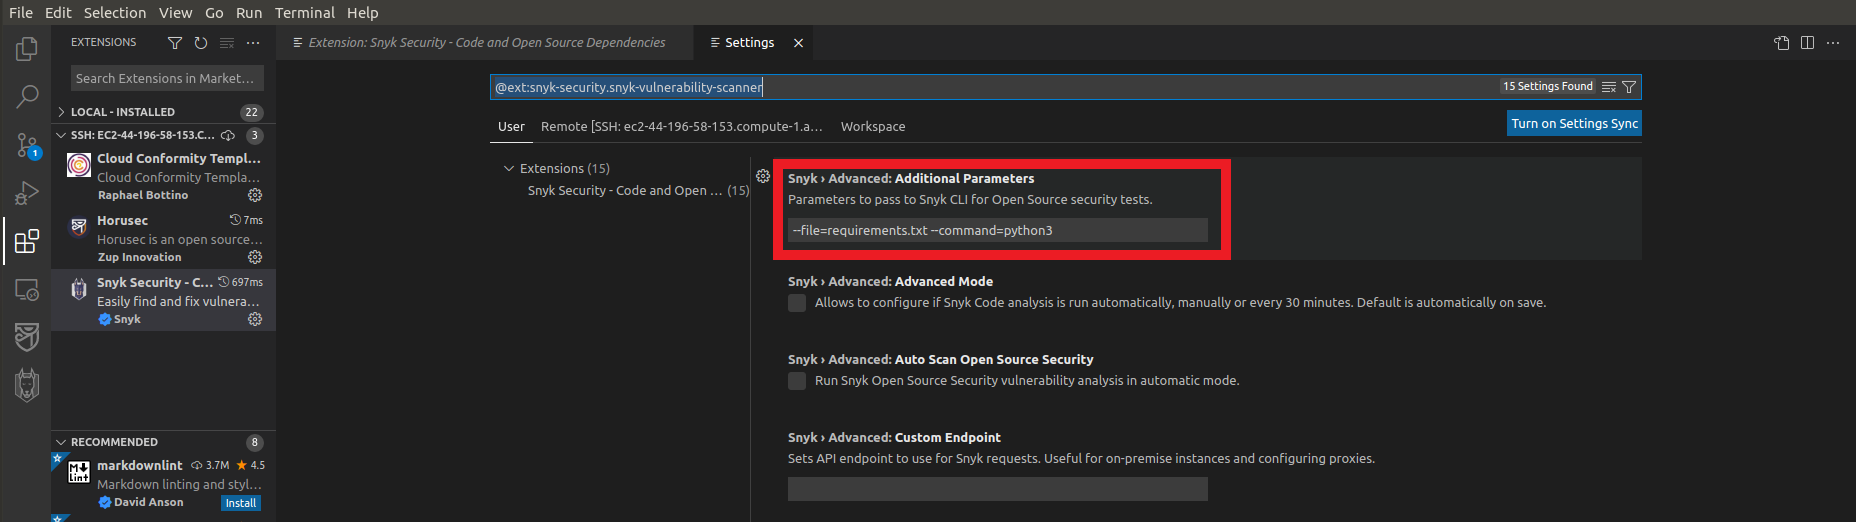 File Edit Selection View Go Run Terminal Help
EXTENSIONS
Search Extensions in Market...
LOCAL - INSTALLED 22
SSH: EC2-44-196-58-153.C... 3
Cloud Conformity Templ...
Cloud Conformity Templa...
Raphael Bottino
Horusec 7ms
Horusec is an open source...
Zup Innovation
Snyk Security - C... 697ms
Easily find and fix vulnera...
Snyk
RECOMMENDED 8
markdownlint 3.7M 4.5
Markdown linting and styl...
David Anson Install
1
M↓
lint
Extension: Snyk Security - Code and Open Source Dependencies
Settings
@ext:snyk-security.snyk-vulnerability-scanner
15 Settings Found
User Remote [SSH: ec2-44-196-58-153.compute-1.a... Workspace
Turn on Settings Sync
Extensions (15)
Snyk Security - Code and Open ... (15)
Snyk › Advanced: Additional Parameters
Parameters to pass to Snyk CLI for Open Source security tests.
--file=requirements.txt --command=python3
Snyk › Advanced: Advanced Mode
Allows to configure if Snyk Code analysis is run automatically, manually or every 30 minutes. Default is automatically on save.
Snyk › Advanced: Auto Scan Open Source Security
Run Snyk Open Source Security vulnerability analysis in automatic mode.
Snyk › Advanced: Custom Endpoint
Sets API endpoint to use for Snyk requests. Useful for on-premise instances and configuring proxies.